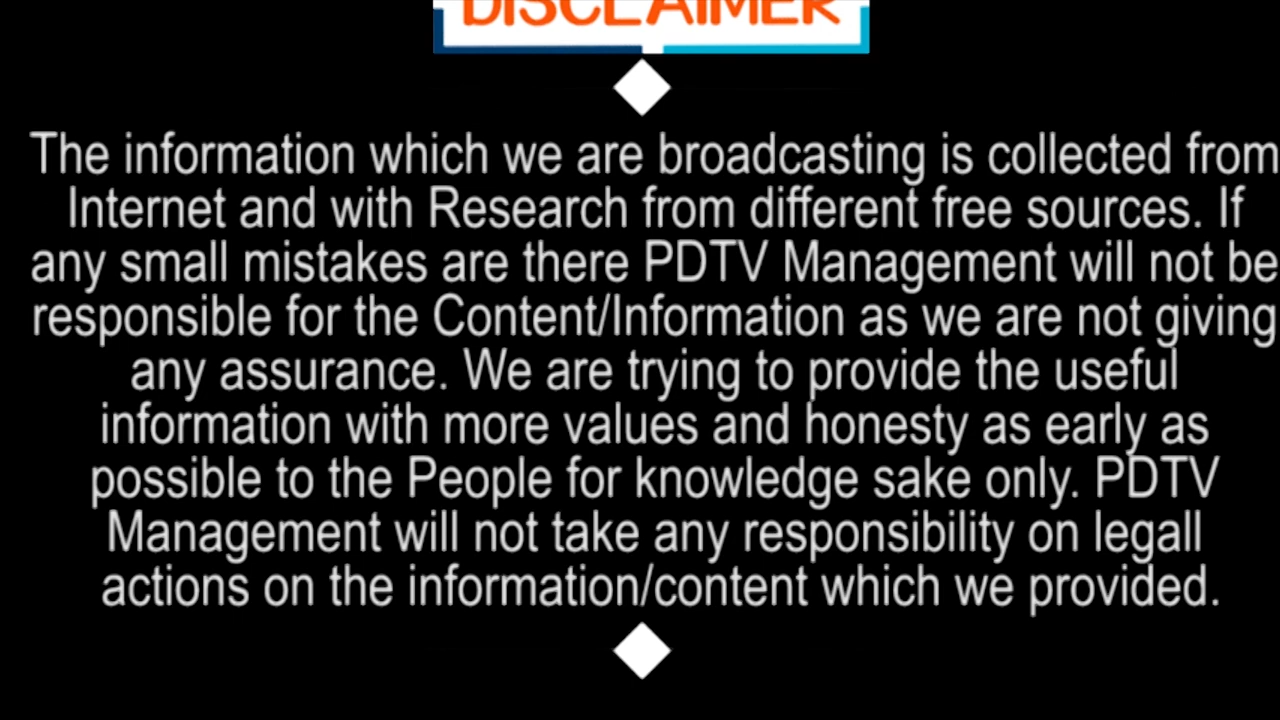 DISCLAIMER
The information which we are broadcasting is collected from
Internet and with Research from different free sources. If
any small mistakes are there PDTV Management will not be
responsible for the Content/Information as we are not giving
any assurance. We are trying to provide the useful
information with more values and honesty as early as
possible to the People for knowledge sake only. PDTV
Management will not take any responsibility on legall
actions on the information/content which we provided.